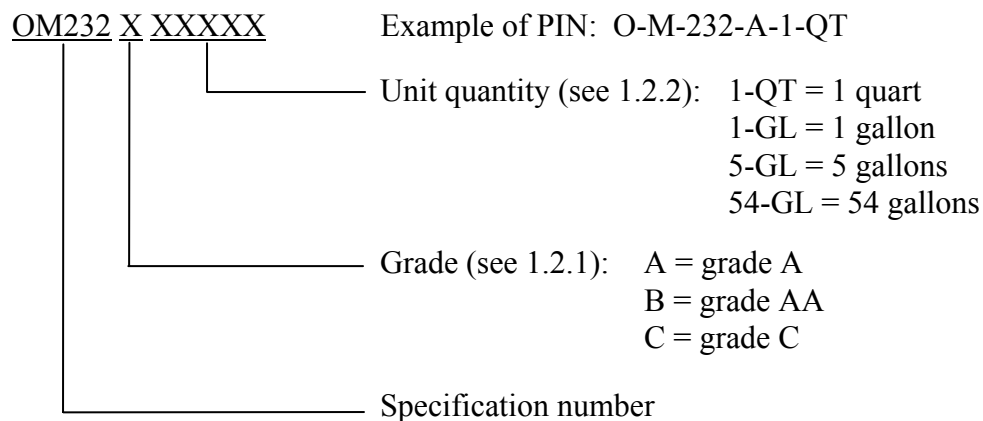 OM232 X XXXXX Example of PIN: O-M-232-A-1-QT
Unit quantity (see 1.2.2): 1-QT = 1 quart
1-GL = 1 gallon
5-GL = 5 gallons
54-GL = 54 gallons
Grade (see 1.2.1): A = grade A
B = grade AA
C = grade C
Specification number